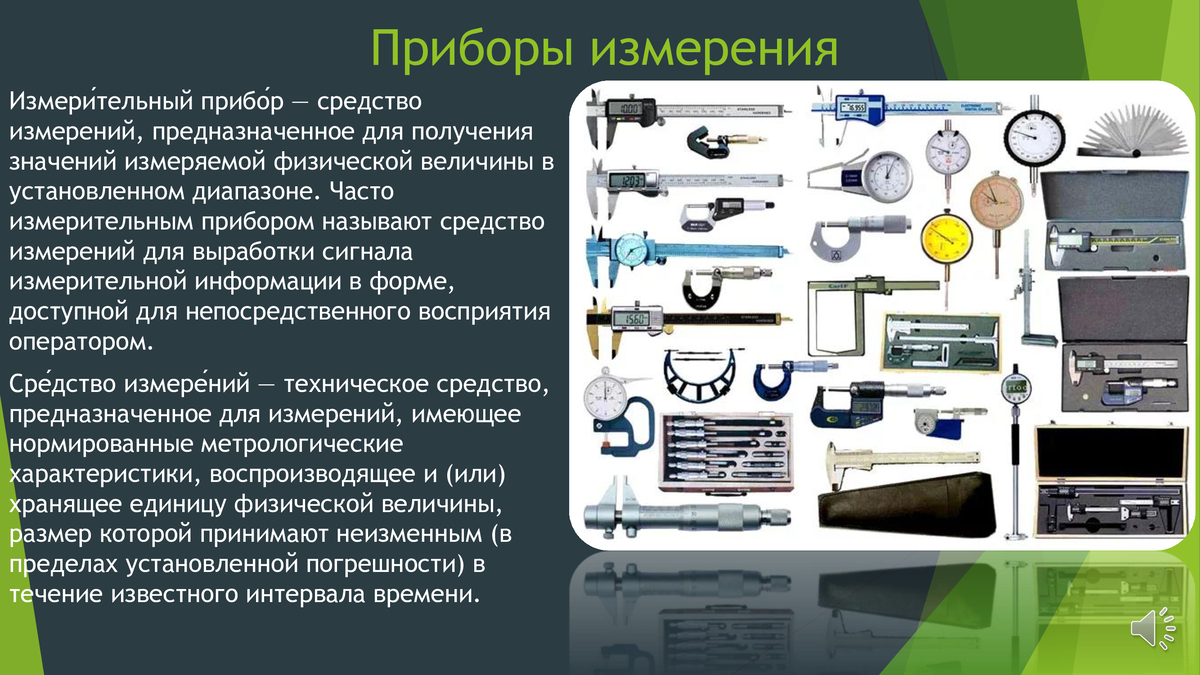 Приборы измерения
Измери́тельный прибо́р — средство
измерений, предназначенное для получения
значений измеряемой физической величины в
установленном диапазоне. Часто
измерительным прибором называют средство
измерений для выработки сигнала
измерительной информации в форме,
доступной для непосредственного восприятия
оператором.
Сре́дство измере́ний — техническое средство,
предназначенное для измерений, имеющее
нормированные метрологические
характеристики, воспроизводящее и (или)
хранящее единицу физической величины,
размер которой принимают неизменным (в
пределах установленной погрешности) в
течение известного интервала времени.